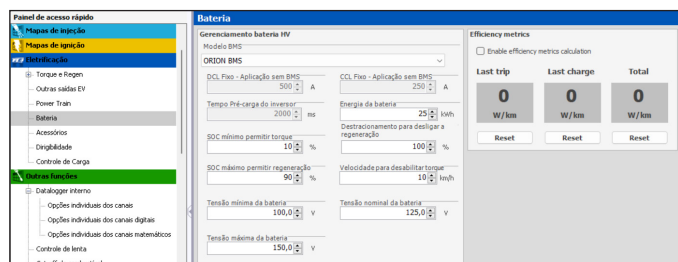 Painel de acesso rápido
Mapas de injeção
Mapas de ignição
Eletrificação
Torque e Regen
Outras saídas EV
Power Train
Bateria
Acessórios
Dirigibilidade
Controle de Carga
Outras funções
Datalogger interno
Opções individuais dos canais
Opções individuais dos canais digitais
Opções individuais dos canais matemáticos
Controle de lenta
Bateria
Gerenciamento bateria HV
Modelo BMS
ORION BMS
DCL Fixo - Aplicação sem BMS
500 A
CCL Fixo - Aplicação sem BMS
250 A
Tempo Pré-carga do inversor
2000 ms
Energia da bateria
25 kWh
SOC mínimo permitir torque
10 %
Destracionamento para desligar a
regeneração
100 %
SOC máximo permitir regeneração
90 %
Velocidade para desabilitar torque
10 km/h
Tensão mínima da bateria
100,0 V
Tensão nominal da bateria
125,0 V
Tensão máxima da bateria
150,0 V
Efficiency metrics
Enable efficiency metrics calculation
Last trip Last charge Total
0 0 0
W/km W/km W/km
Reset Reset Reset